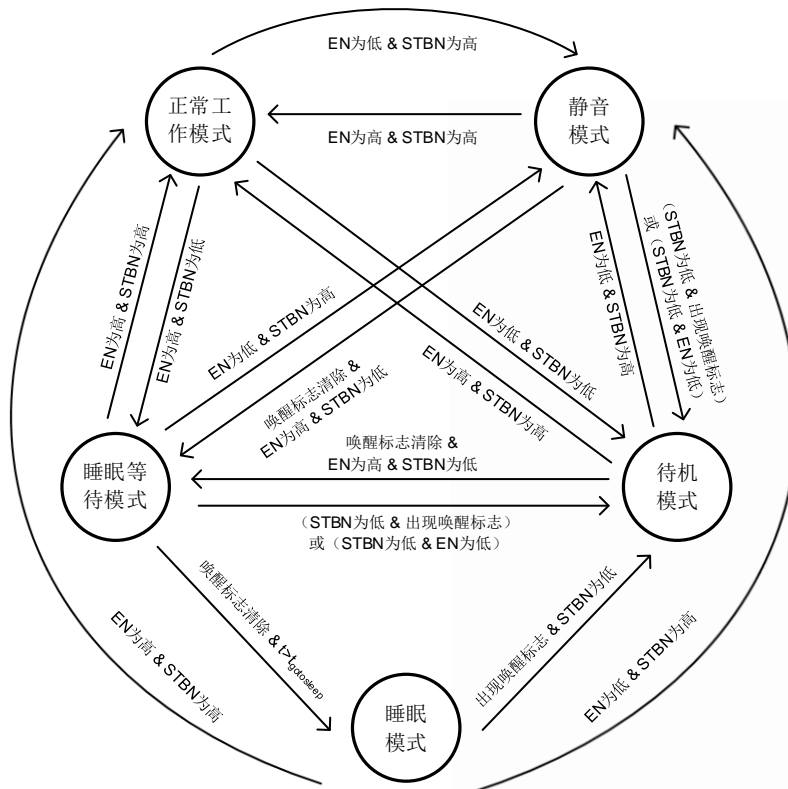 EN为低 & STBN为高
正常工
作模式
静音
模式
EN为高 & STBN为高
EN为高 & STBN为高
EN为高 & STBN为低
EN为低 & STBN为高
唤醒标志清除 &
EN为高 & STBN为低
EN为低 & STBN为低
EN为高 & STBN为高
EN为低 & STBN为高
（STBN为低 & 出现唤醒标志）
或（STBN为低 & EN为低）
唤醒标志清除 &
EN为高 & STBN为低
睡眠等
待模式
待机
模式
（STBN为低 & 出现唤醒标志）
或（STBN为低 & EN为低）
唤醒标志清除 & t>tgotosleep
出现唤醒标志 & STBN为低
EN为高 & STBN为高
EN为低 & STBN为高
睡眠
模式